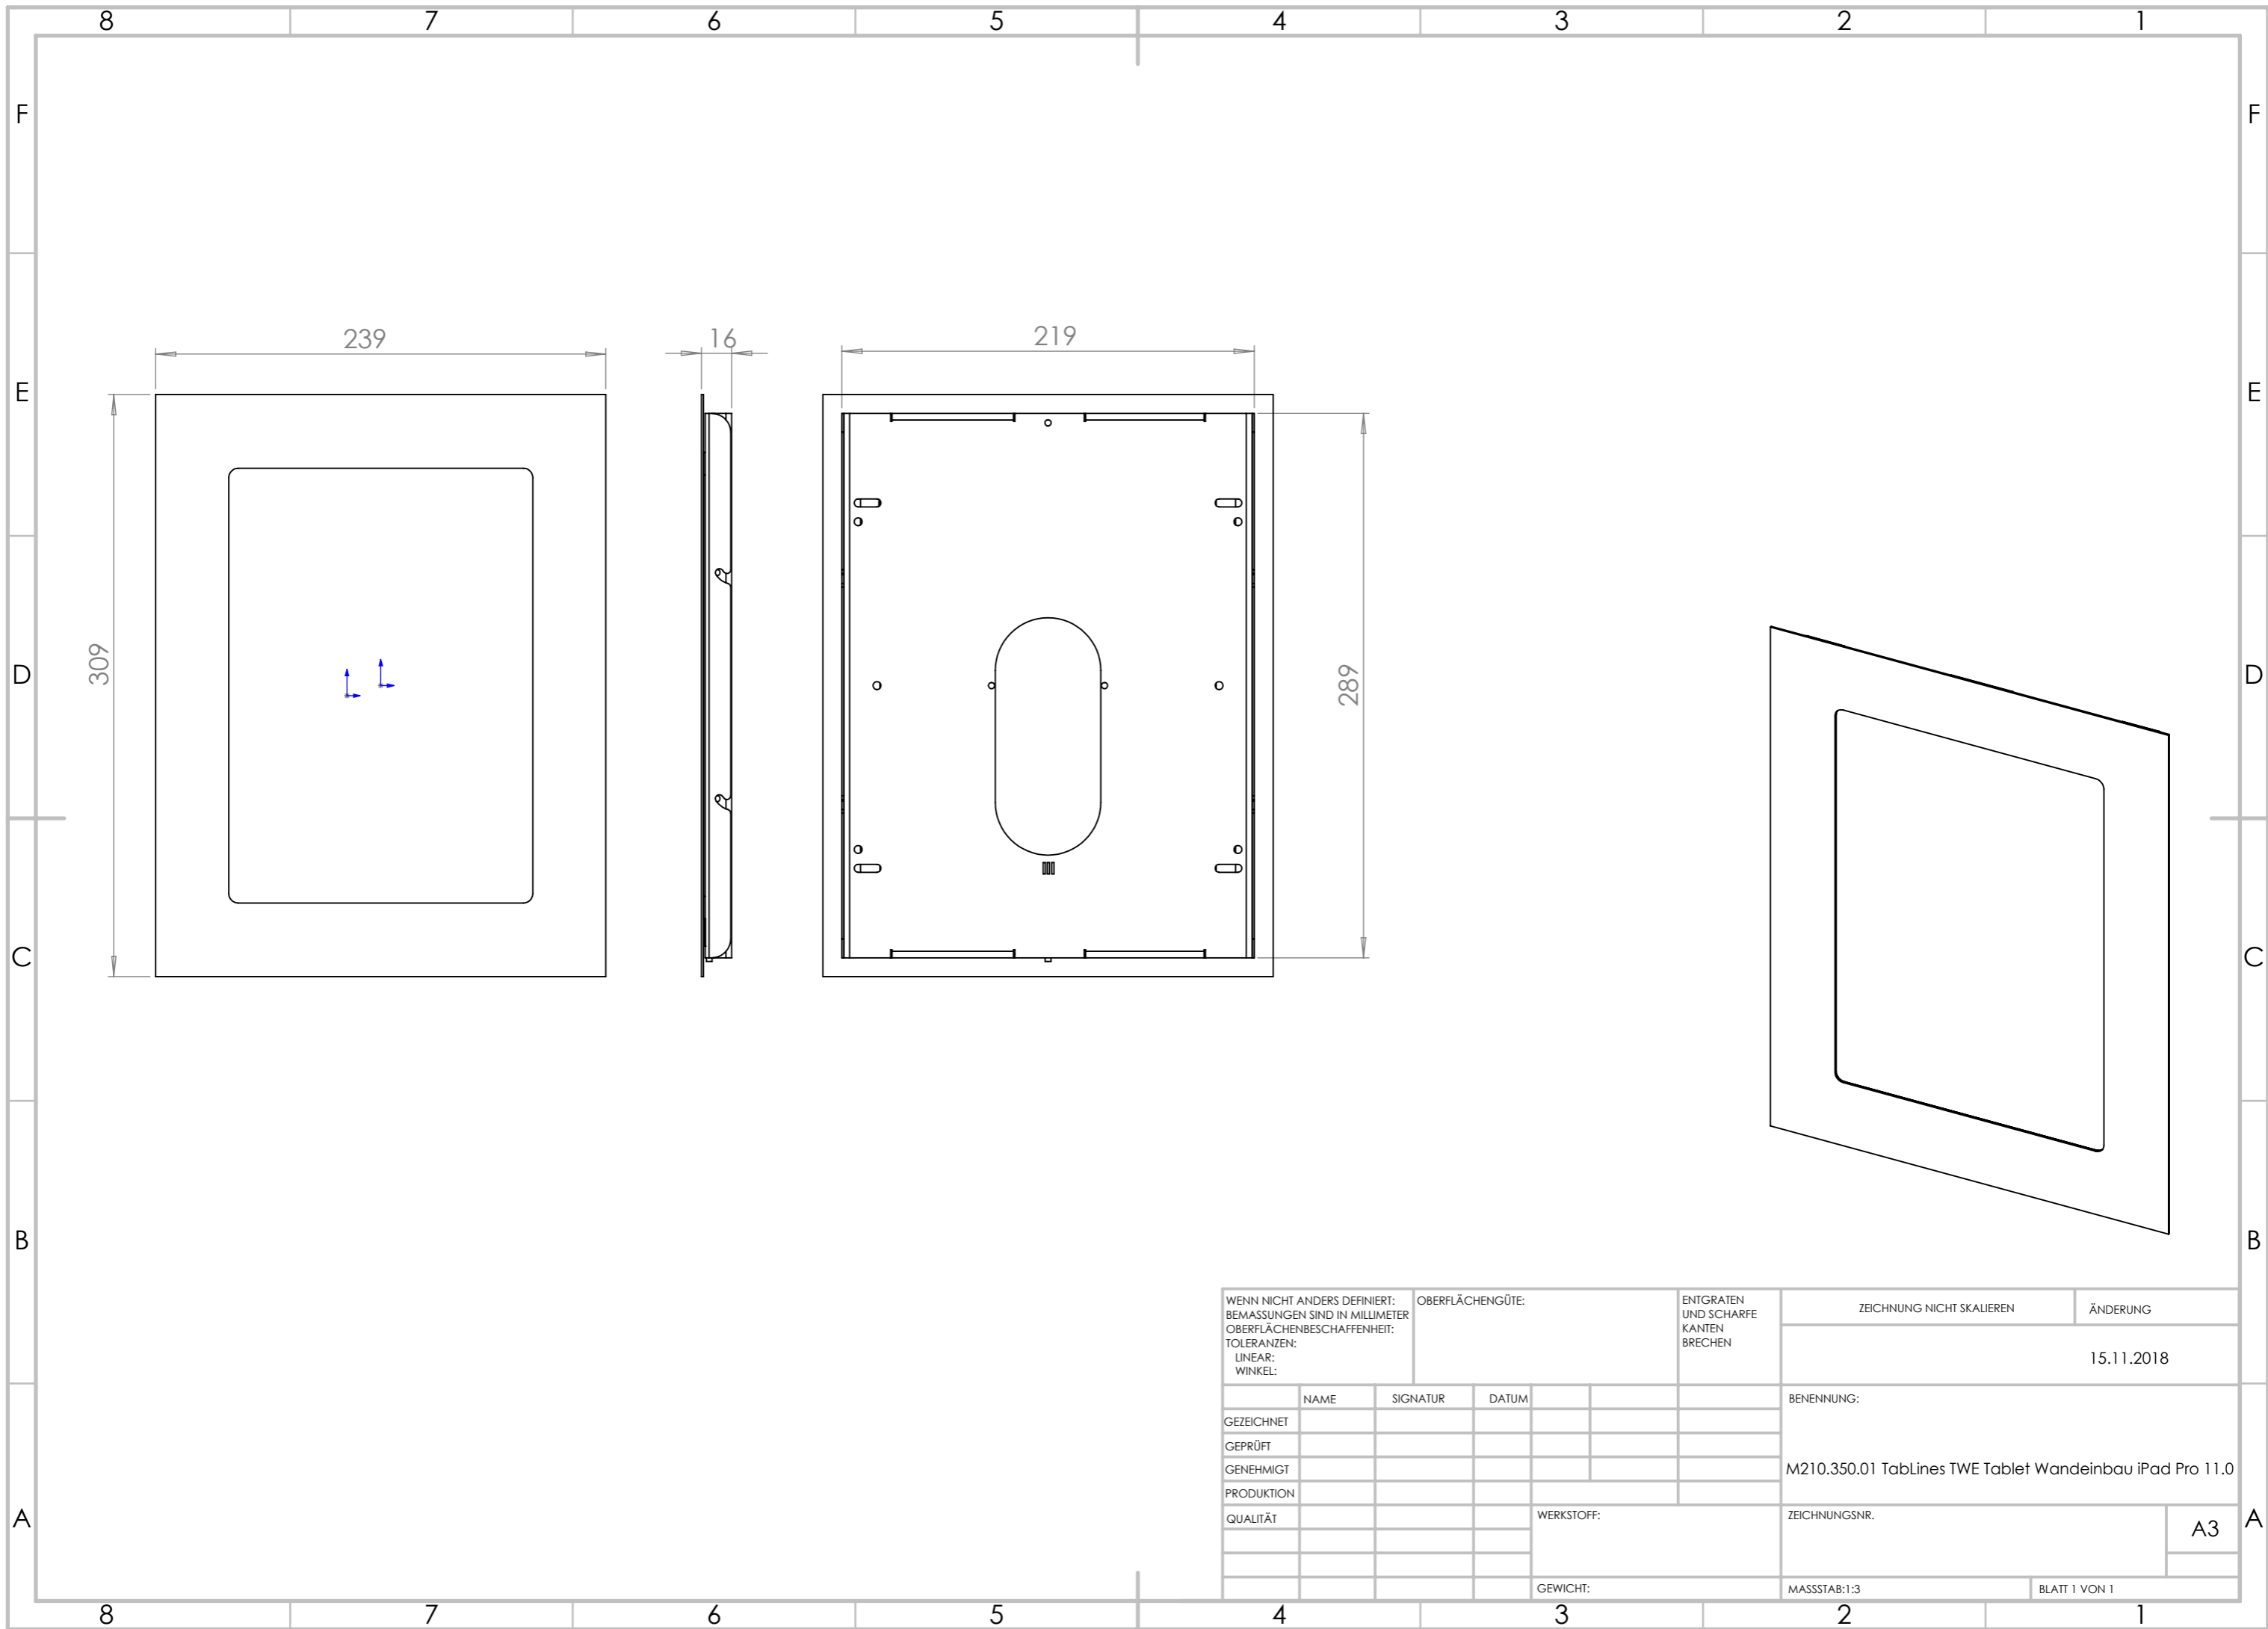 8 7 6 5 4 3 2 1
F F
E E
D D
C C
B B
A A
239
16
219
309
289
WENN NICHT ANDERS DEFINIERT:
BEMASSUNGEN SIND IN MILLIMETER
OBERFLÄCHENBESCHAFFENHEIT:
TOLERANZEN:
LINEAR:
WINKEL:
OBERFLÄCHENGÜTE:
ENTGRATEN
UND SCHARFE
KANTEN
BRECHEN
ZEICHNUNG NICHT SKALIEREN
ÄNDERUNG
15.11.2018
NAME SIGNATUR DATUM
GEZEICHNET
GEPRÜFT
GENEHMIGT
PRODUKTION
QUALITÄT
BENENNUNG:
M210.350.01 TabLines TWE Tablet Wandeinbau iPad Pro 11.0
WERKSTOFF:
ZEICHNUNGSNR.
A3
GEWICHT:
MASSSTAB:1:3
BLATT 1 VON 1
8 7 6 5 4 3 2 1